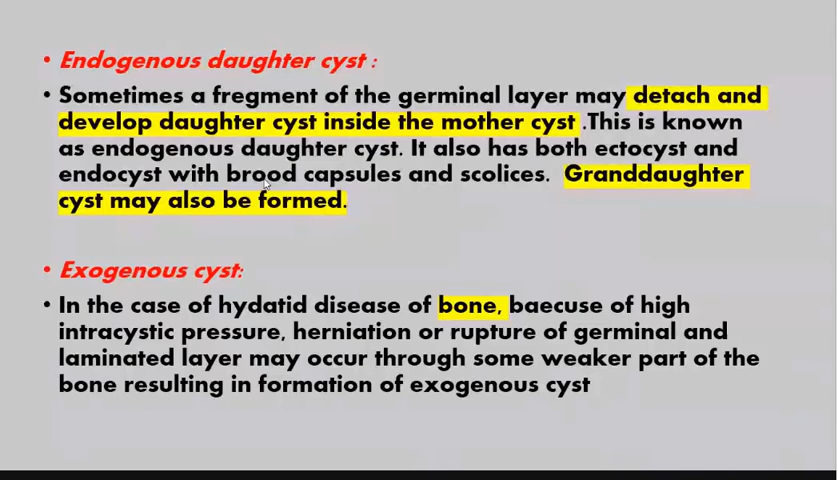 • Endogenous daughter cyst :
• Sometimes a fregment of the germinal layer may detach and
develop daughter cyst inside the mother cyst .This is known
as endogenous daughter cyst. It also has both ectocyst and
endocyst with brood capsules and scolices. Granddaughter
cyst may also be formed.
• Exogenous cyst:
• In the case of hydatid disease of bone, baecuse of high
intracystic pressure, herniation or rupture of germinal and
laminated layer may occur through some weaker part of the
bone resulting in formation of exogenous cyst